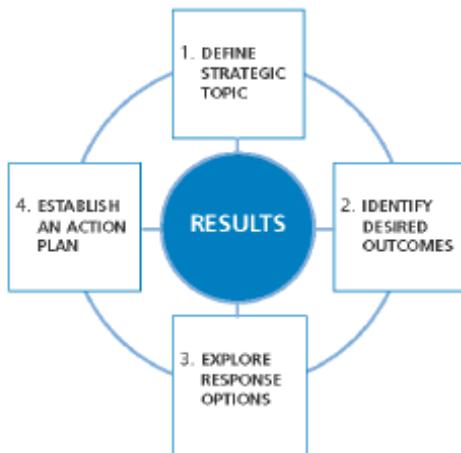 1. DEFINE
STRATEGIC
TOPIC
4. ESTABLISH
AN ACTION
PLAN
RESULTS
2. IDENTIFY
DESIRED
OUTCOMES
3. EXPLORE
RESPONSE
OPTIONS